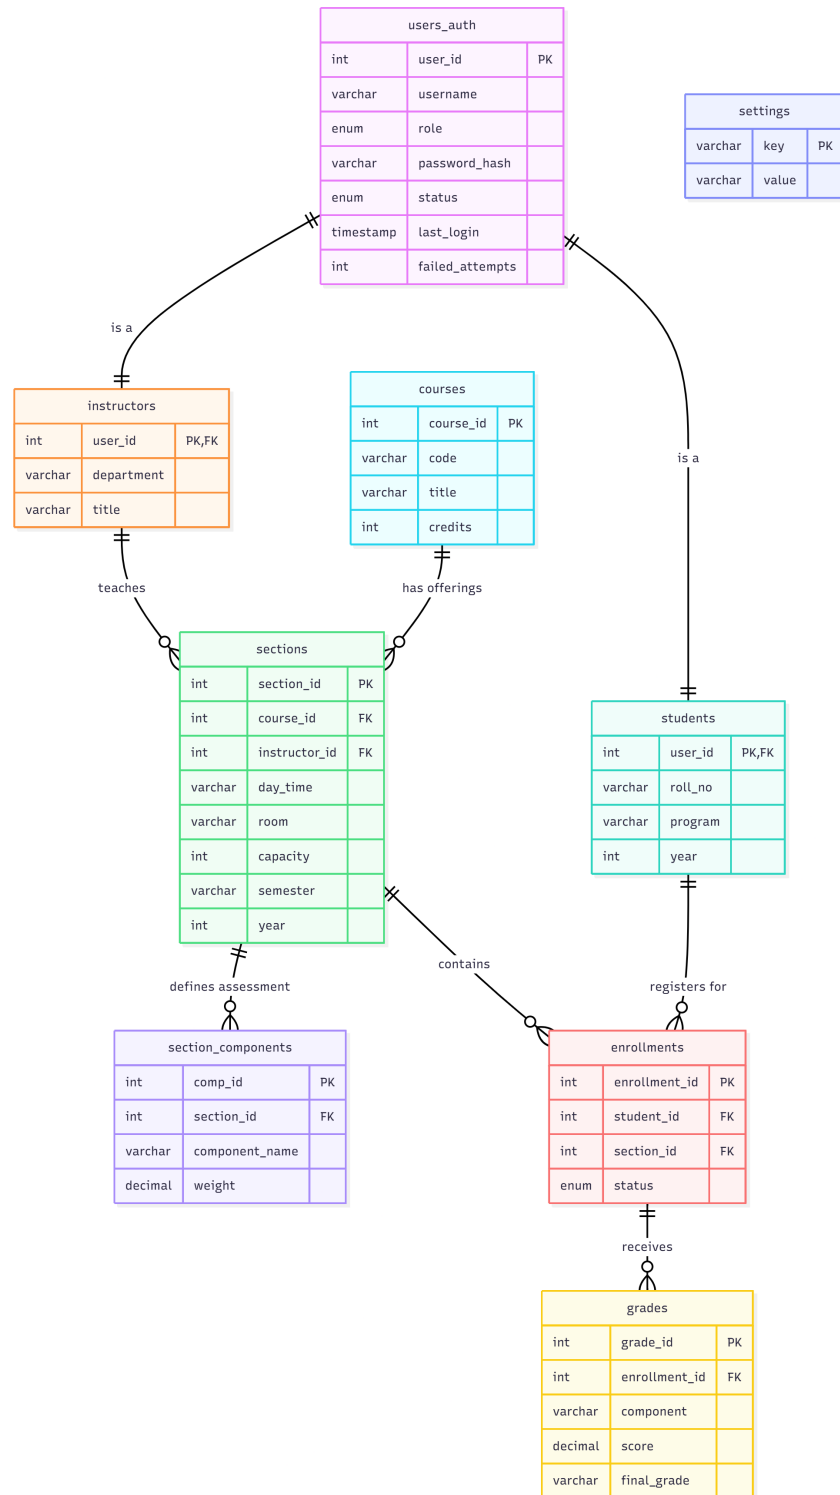 users_auth
int user_id PK
varchar username
enum role
varchar password_hash
enum status
timestamp last_login
int failed_attempts
settings
varchar key PK
varchar value
is a
instructors
int user_id PK,FK
varchar department
varchar title
courses
int course_id PK
varchar code
varchar title
int credits
is a
teaches
has offerings
sections
int section_id PK
int course_id FK
int instructor_id FK
varchar day_time
varchar room
int capacity
varchar semester
int year
students
int user_id PK,FK
varchar roll_no
varchar program
int year
contains
defines assessment
registers for
section_components
int comp_id PK
int section_id FK
varchar component_name
decimal weight
enrollments
int enrollment_id PK
int student_id FK
int section_id FK
enum status
receives
grades
int grade_id PK
int enrollment_id FK
varchar component
decimal score
varchar final_grade